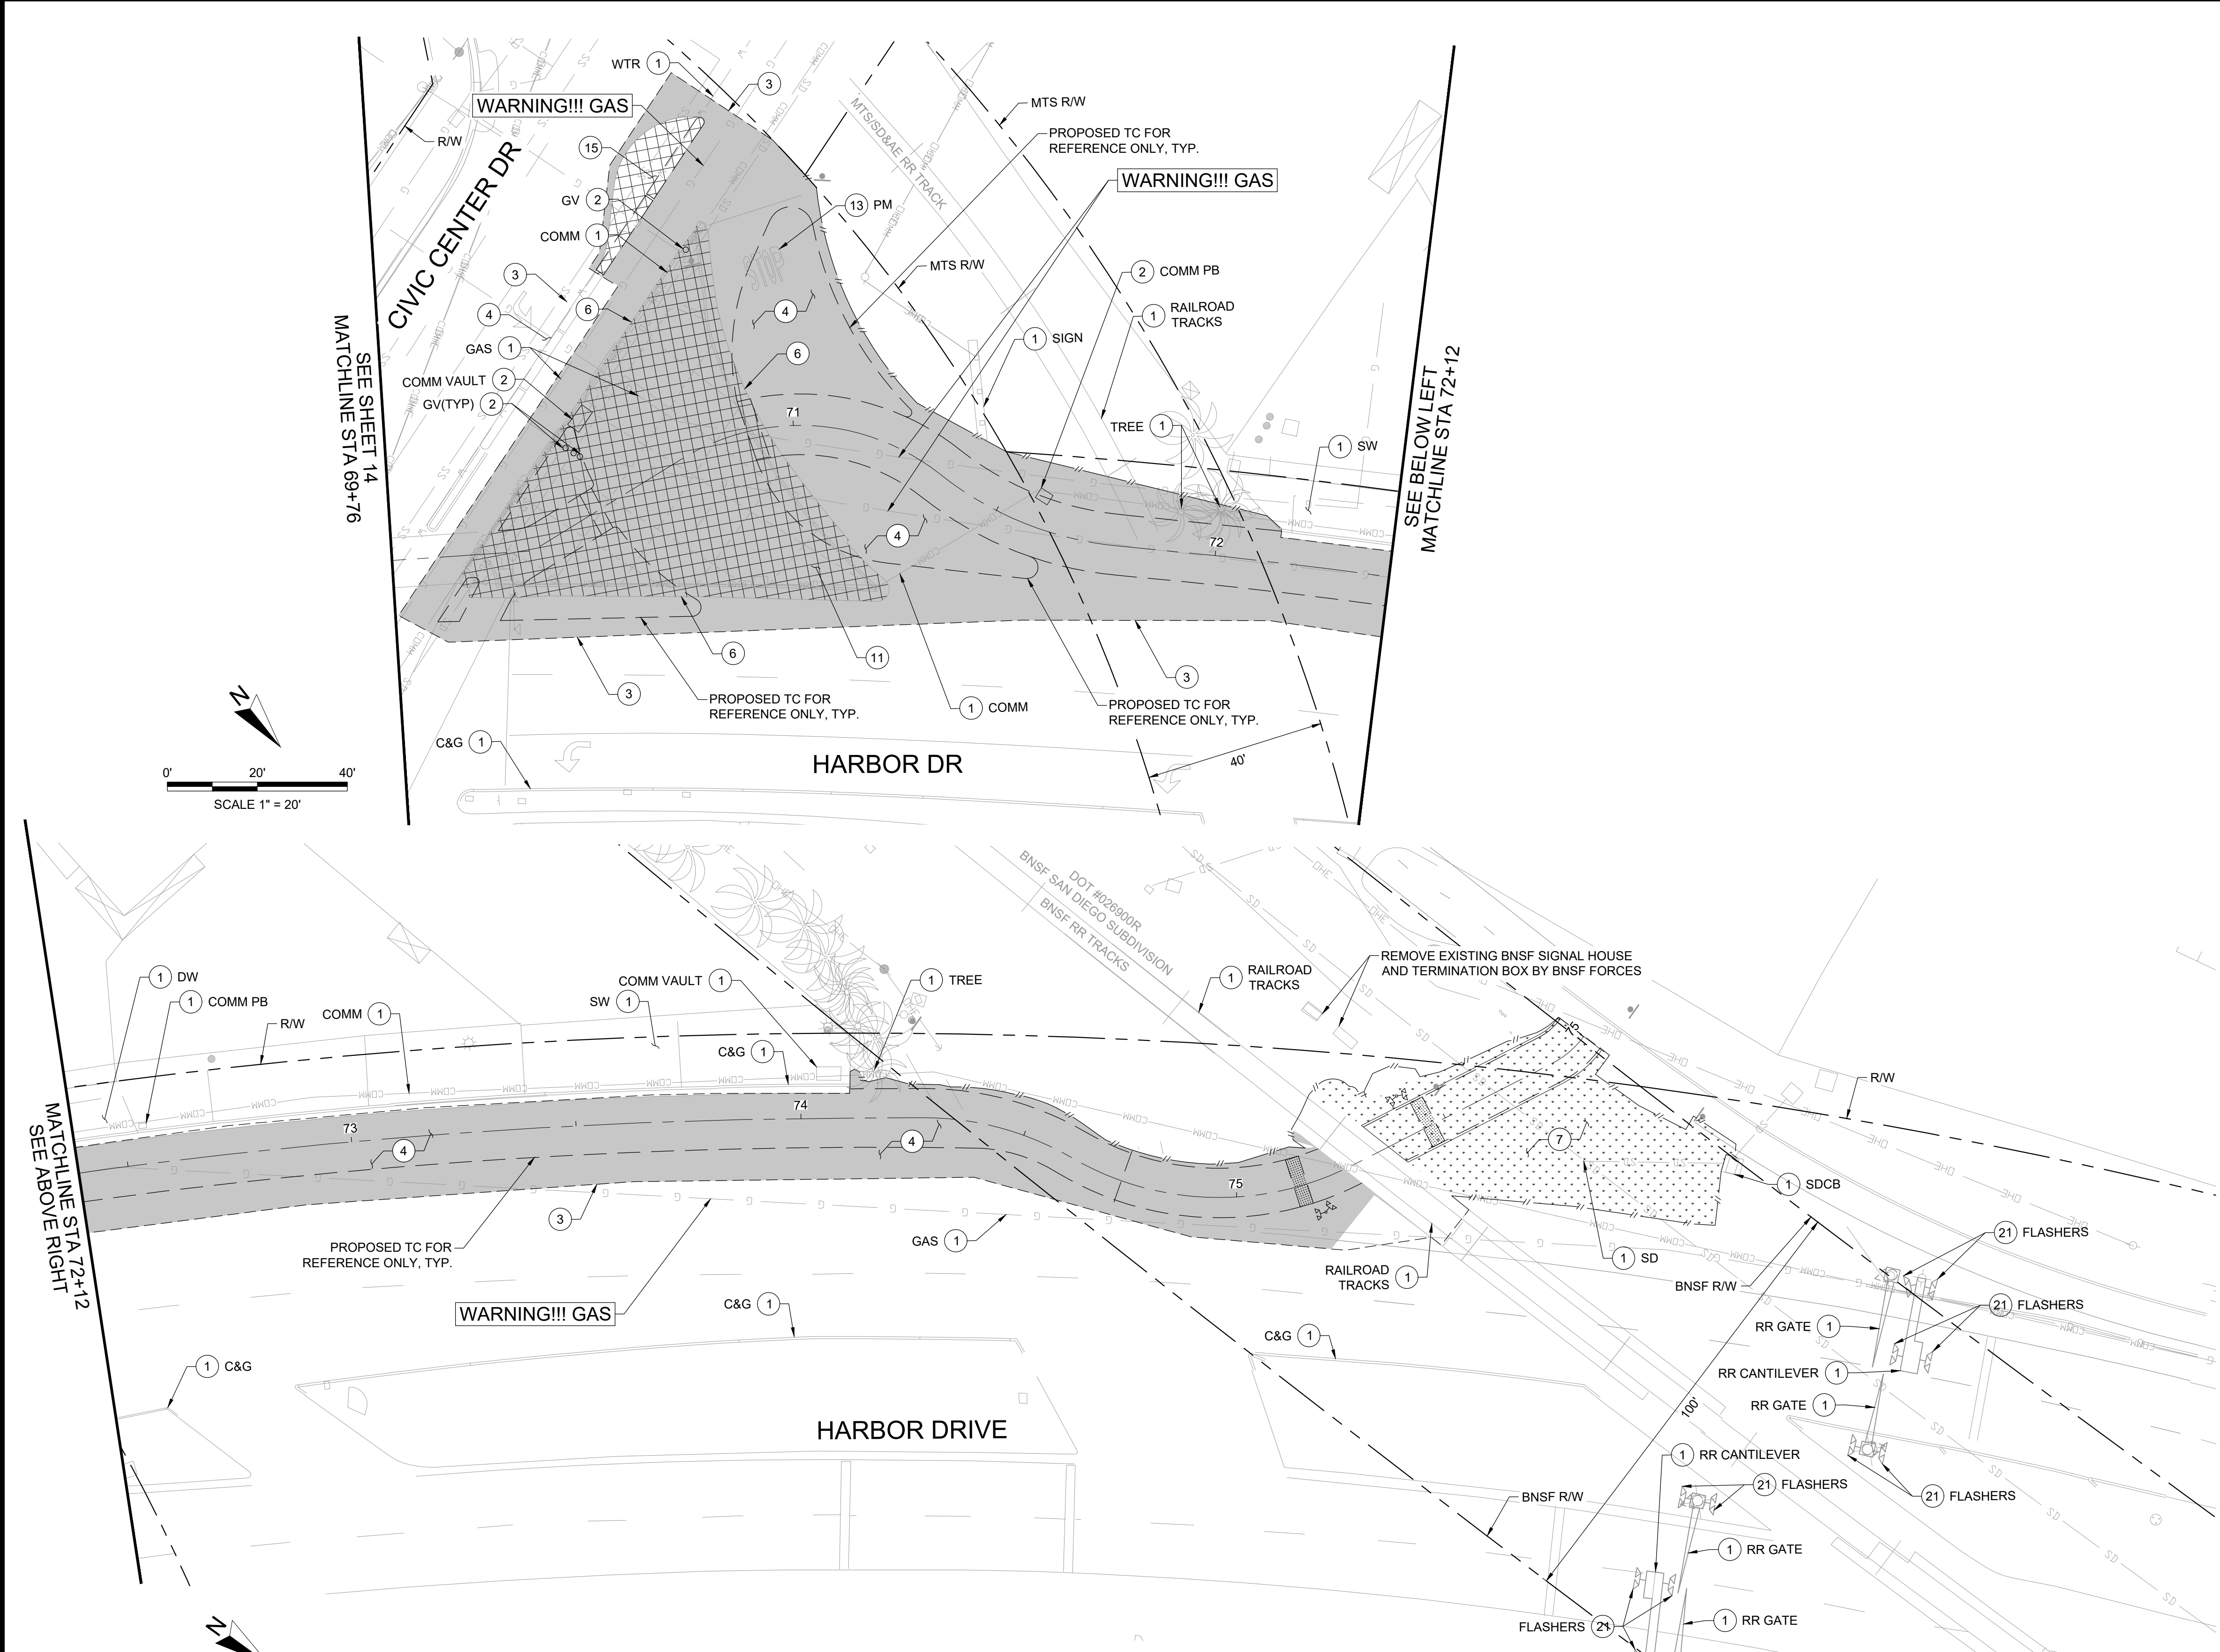 WTR 1
3
WARNING!!! GAS
R/W
15
GV 2
COMM 1
3
4
6
GAS 1
COMM VAULT 2
GV(TYP) 2
CIVIC CENTER DR
SEE SHEET 14
MATCHLINE STA 69+76
MTS/SD&AE RR TRACK
MTS R/W
PROPOSED TC FOR
REFERENCE ONLY, TYP.
WARNING!!! GAS
13 PM
STOP
MTS R/W
2 COMM PB
1 RAILROAD
TRACKS
1 SIGN
4
6
71
TREE 1
1 SW
4
72
SEE BELOW LEFT
MATCHLINE STA 72+12
6
11
3
3
PROPOSED TC FOR
REFERENCE ONLY, TYP.
1 COMM
PROPOSED TC FOR
REFERENCE ONLY, TYP.
C&G 1
HARBOR DR
40'
N
0' 20' 40'
SCALE 1" = 20'
MATCHLINE STA 72+12
SEE ABOVE RIGHT
1 DW
1 COMM PB
R/W
COMM 1
SW 1
COMM VAULT 1
C&G 1
1 TREE
DOT #026900R
BNSF SAN DIEGO SUBDIVISION
BNSF RR TRACKS
1 RAILROAD
TRACKS
REMOVE EXISTING BNSF SIGNAL HOUSE
AND TERMINATION BOX BY BNSF FORCES
75
R/W
73
4
74
4
7
75
3
PROPOSED TC FOR
REFERENCE ONLY, TYP.
WARNING!!! GAS
GAS 1
RAILROAD
TRACKS 1
1 SD
1 SDCB
BNSF R/W
21 FLASHERS
21 FLASHERS
RR GATE 1
RR CANTILEVER 1
RR GATE 1
21 FLASHERS
C&G 1
C&G 1
1 C&G
HARBOR DRIVE
100'
1 RR CANTILEVER
21 FLASHERS
BNSF R/W
1 RR GATE
FLASHERS 21
1 RR GATE
N